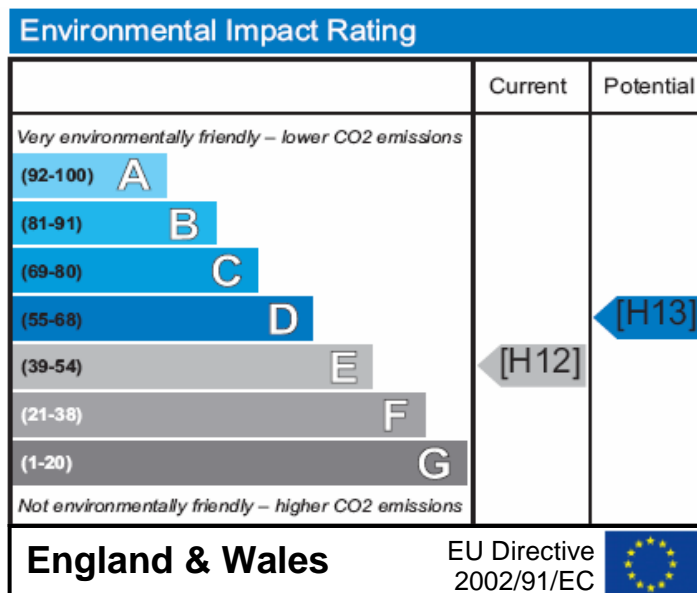 Environmental Impact Rating
Current Potential
Very environmentally friendly – lower CO2 emissions
(92-100) A
(81-91) B
(69-80) C
(55-68) D
[H13]
(39-54) E
[H12]
(21-38) F
(1-20) G
Not environmentally friendly – higher CO2 emissions
England & Wales
EU Directive
2002/91/EC